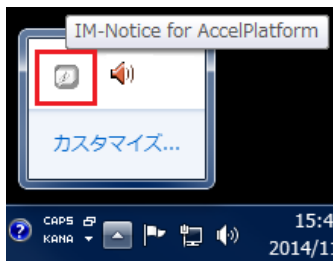 IM-Notice for AccelPlatform
カスタマイズ...
CAPS
KANA
15:4
2014/11